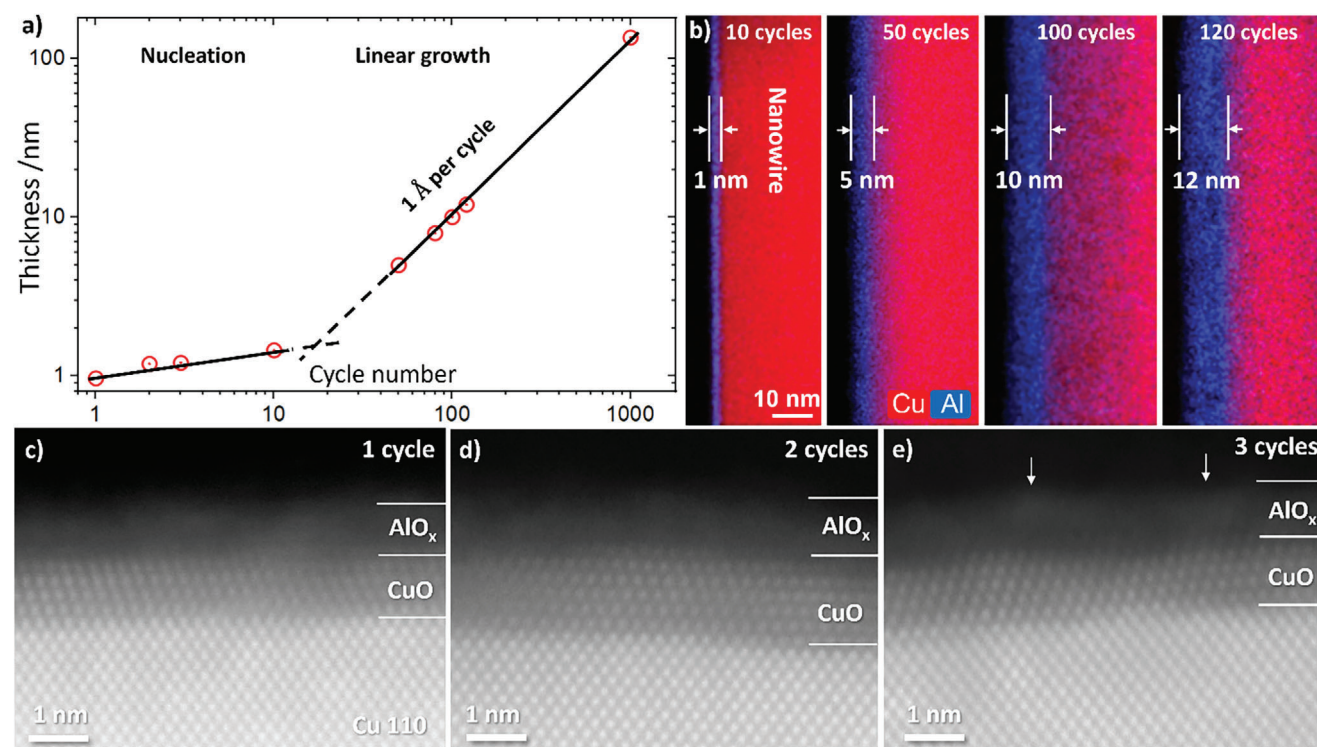 a)
Nucleation
Linear growth
1 Å per cycle
Thickness /nm
100
10
1
Cycle number
1
10
100
1000
b)
10 cycles
50 cycles
100 cycles
120 cycles
Nanowire
1 nm
5 nm
10 nm
12 nm
10 nm
Cu Al
c)
1 cycle
AlOₓ
CuO
Cu 110
1 nm
d)
2 cycles
AlOₓ
CuO
1 nm
e)
3 cycles
AlOₓ
CuO
1 nm